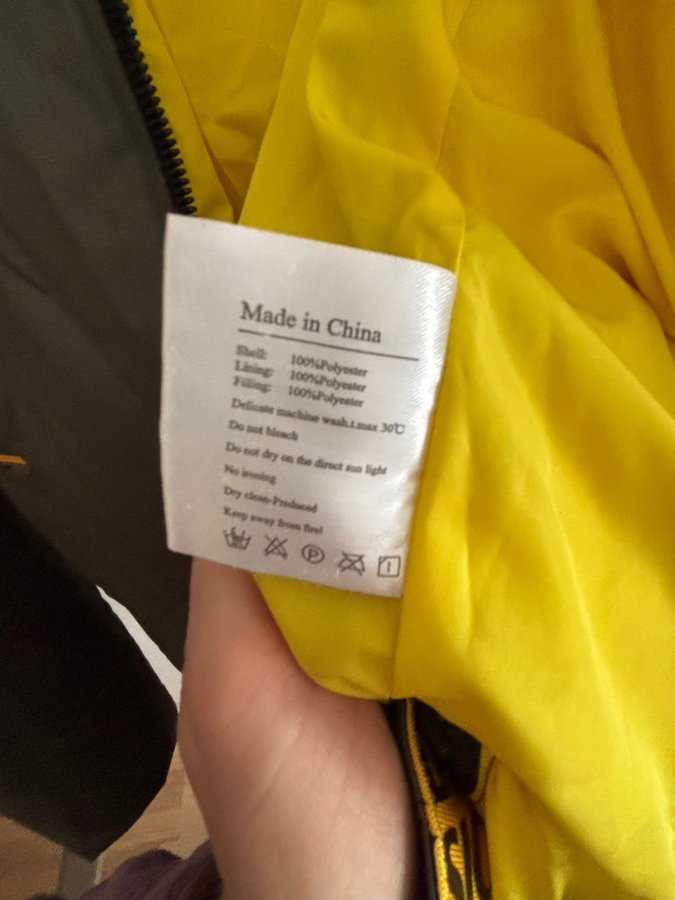 Made in China
Shell: 100%Polyester
Lining: 100%Polyester
Filling: 100%Polyester
Delicate machine wash.t.max 30℃
Do not bleach
Do not dry on the direct sun light
No ironing
Dry clean-Produced
Keep away from fire!
P